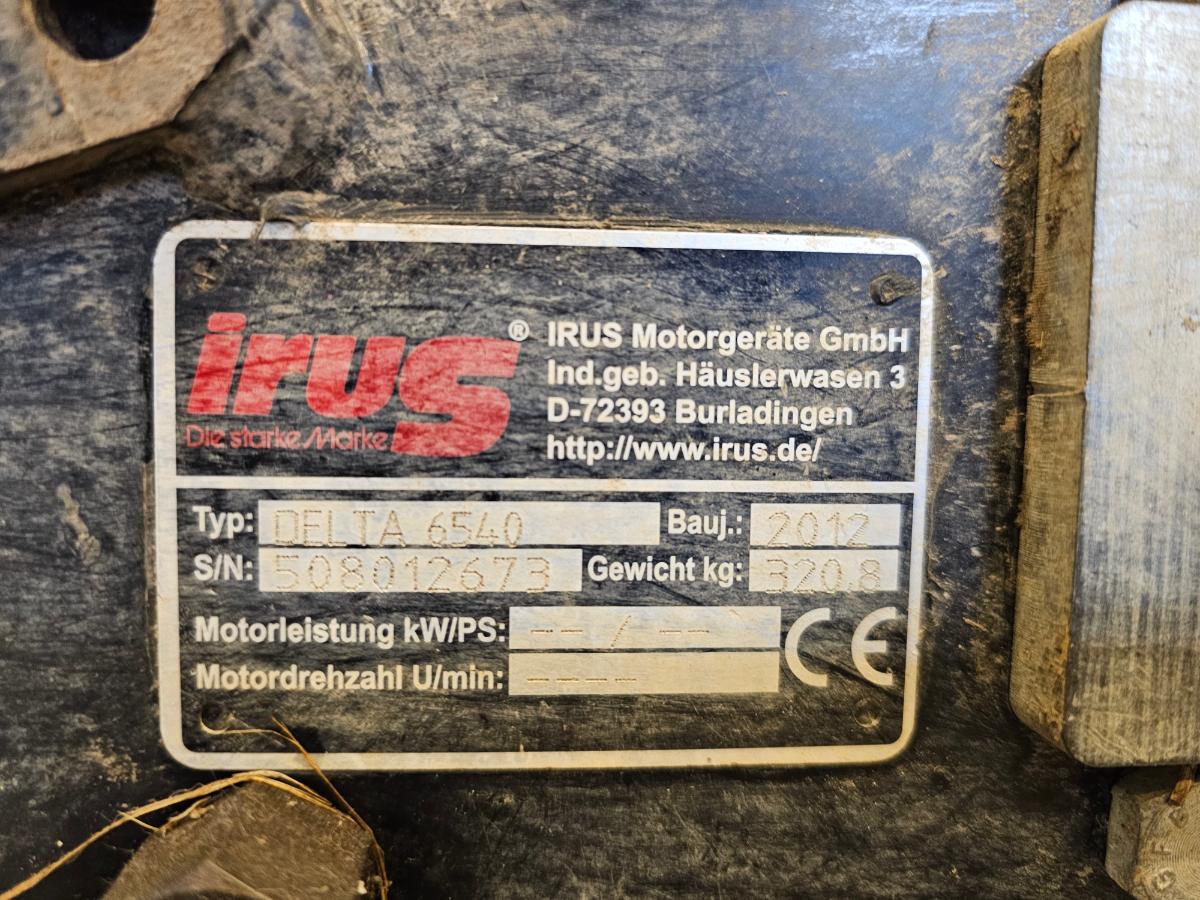 irus®
Die starke Marke
IRUS Motorgeräte GmbH
Ind.geb. Häuslerwasen 3
D-72393 Burladingen
http://www.irus.de/
Typ: DELTA 6540 Bauj.: 2012
S/N: 508012673 Gewicht kg: 320.8
Motorleistung kW/PS: -- / --
Motordrehzahl U/min: ----
CE